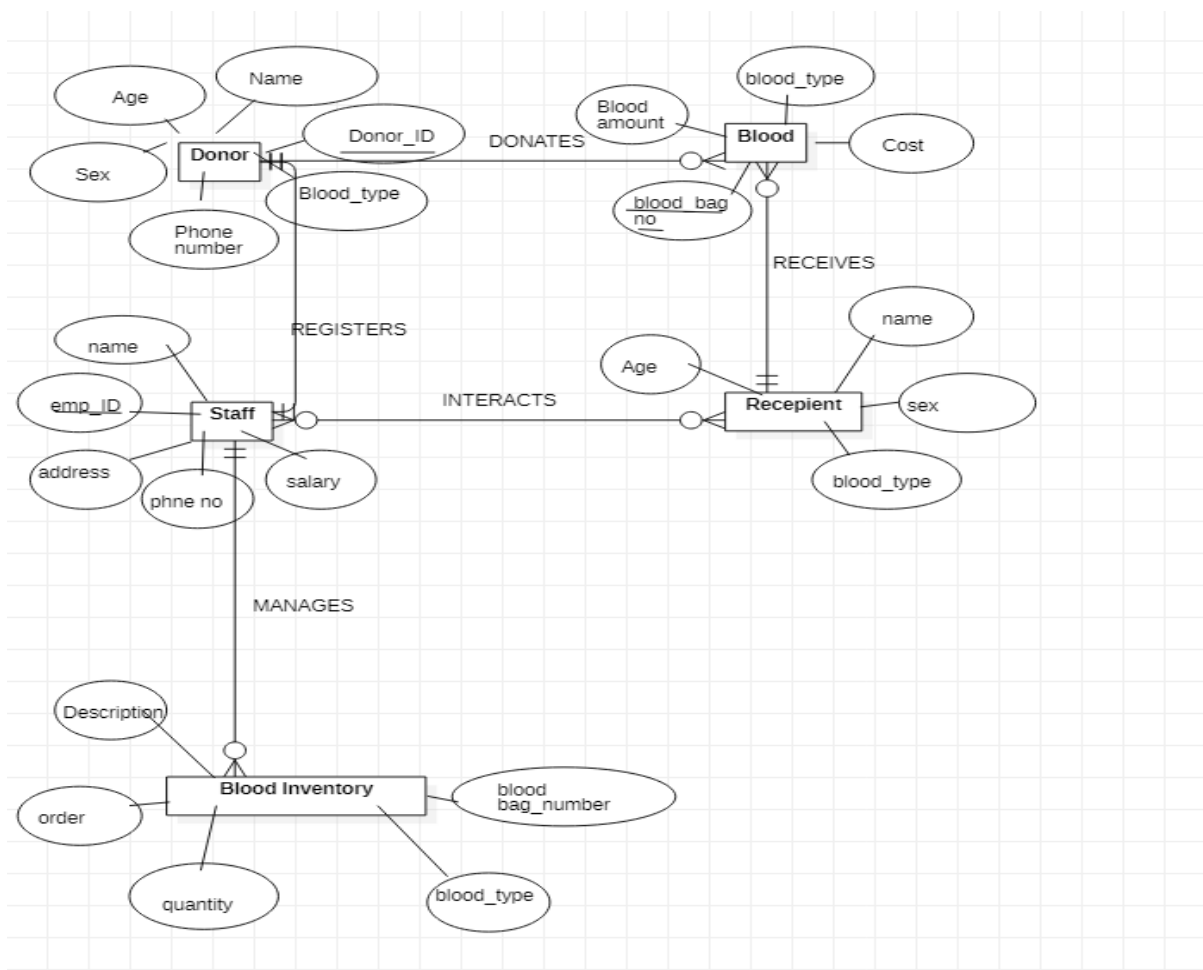 blood_type
Name
Age
Blood
amount
Donor_ID
Blood
DONATES
Cost
Donor
Sex
Blood_type
blood_bag
no
Phone
number
RECEIVES
name
REGISTERS
name
Age
INTERACTS
emp_ID
Staff
Recepient
sex
address
salary
blood_type
phne no
MANAGES
Description
Blood Inventory
blood
bag_number
order
quantity
blood_type